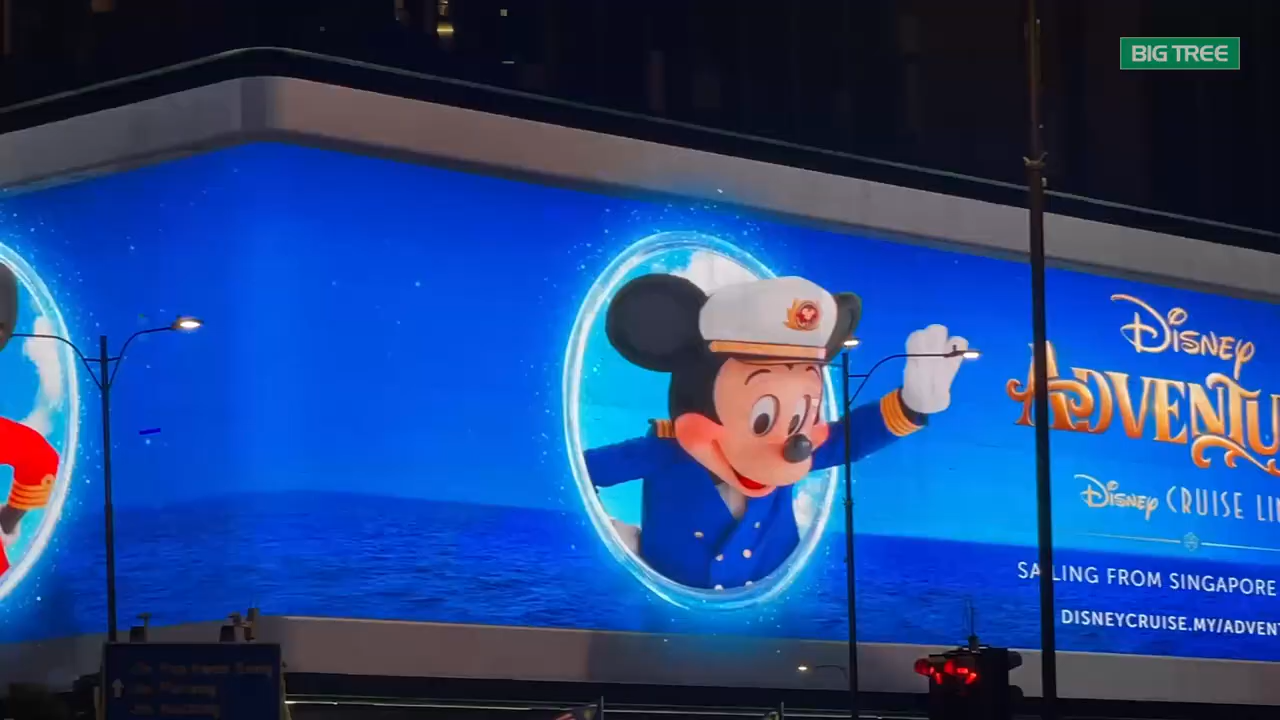 BIG TREE
DISNEY
ADVENTU
DISNEY CRUISE LI
SAILING FROM SINGAPORE
DISNEYCRUISE.MY/ADVENT